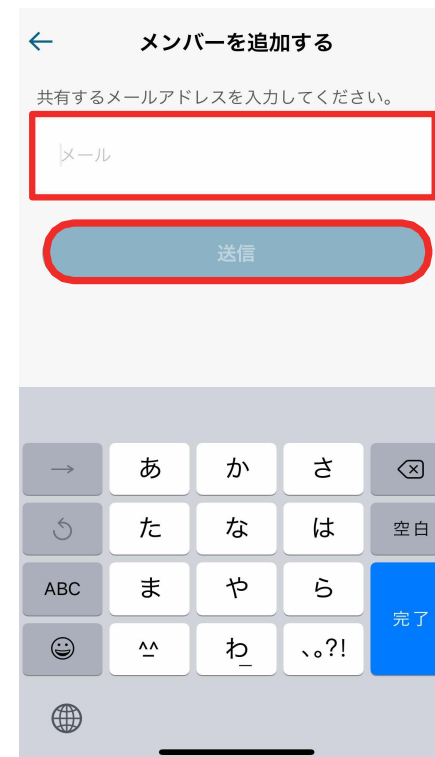 メンバーを追加する
共有するメールアドレスを入力してください。
メール
送信
→ あ か さ
た な は 空白
ABC ま や ら
完了
^^ わ_ 、。?!